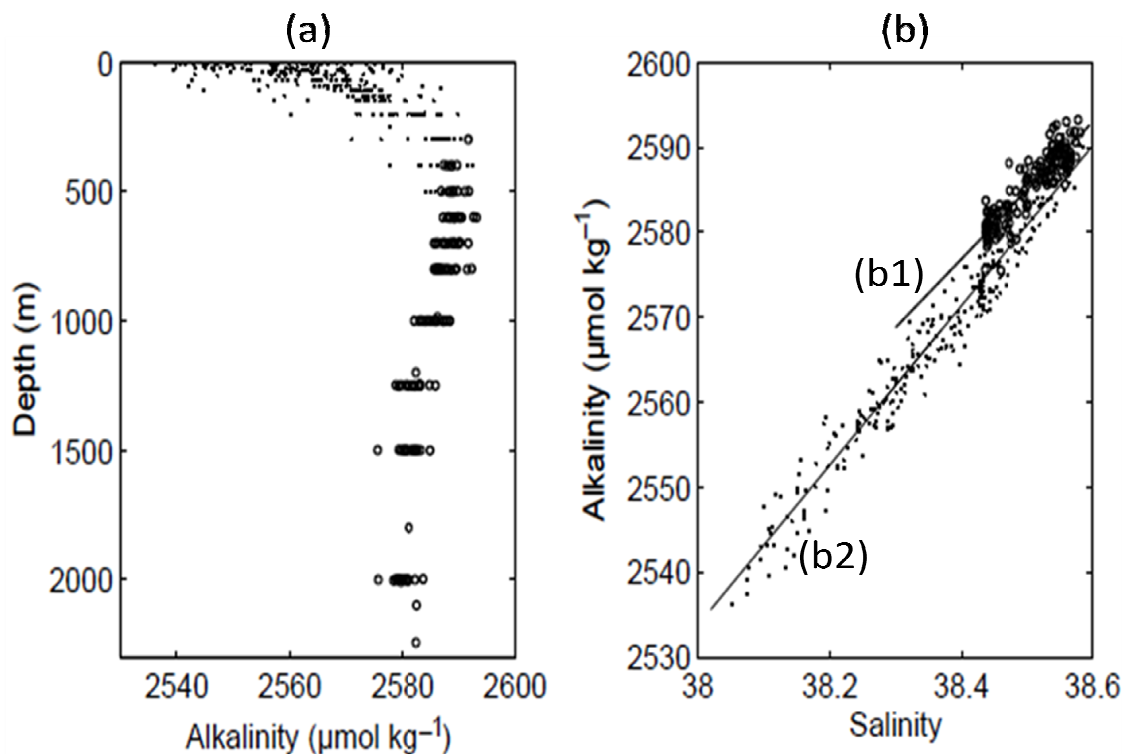 (a)
0
500
1000
1500
2000
Depth (m)
2540 2560 2580 2600
Alkalinity (µmol kg⁻¹)
(b)
2600
2590
2580
2570
2560
2550
2540
2530
Alkalinity (µmol kg⁻¹)
(b1)
(b2)
38 38.2 38.4 38.6
Salinity